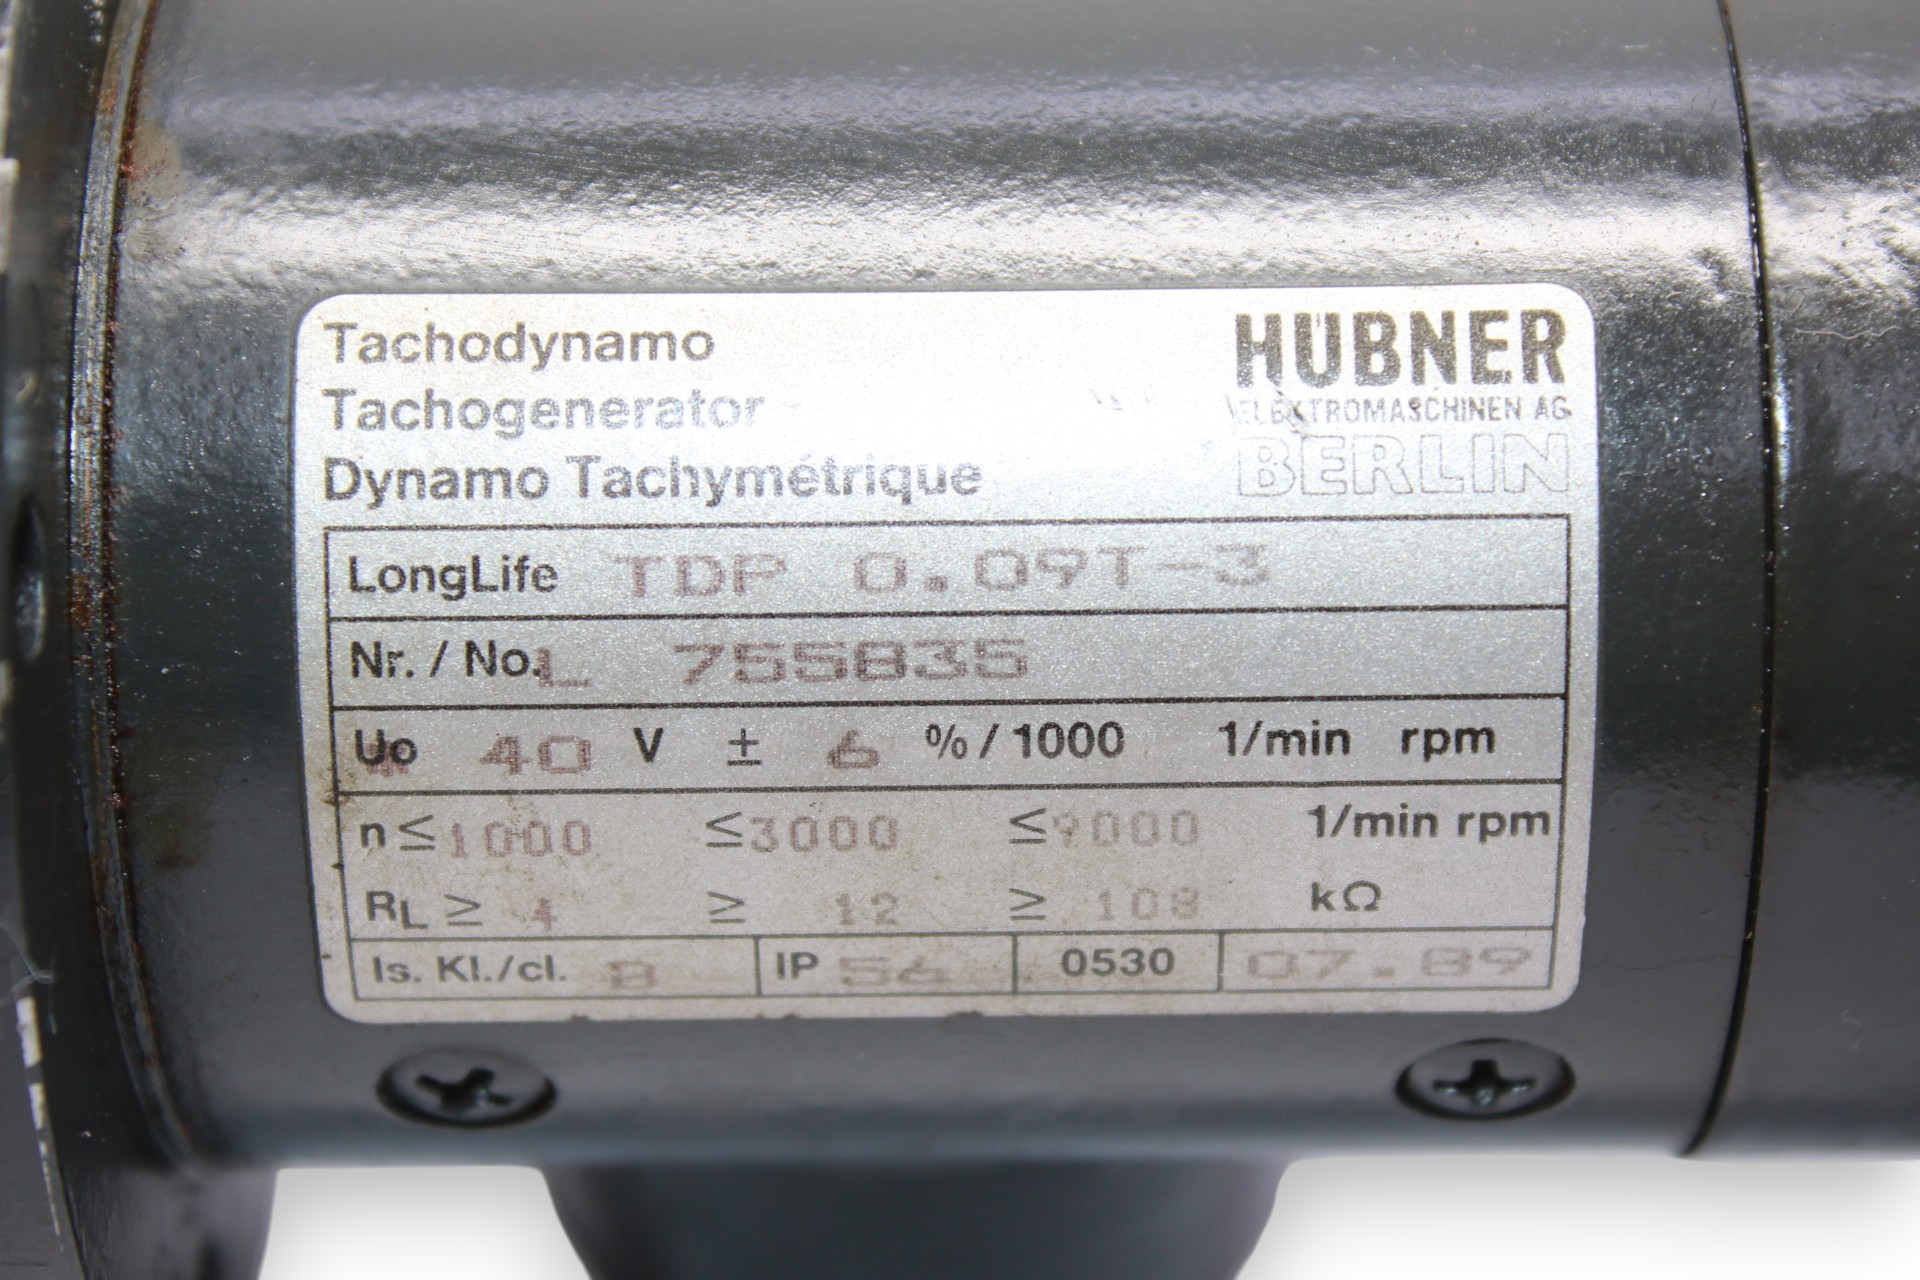 Tachodynamo
Tachogenerator
Dynamo Tachymétrique
HÜBNER
ELEKTROMASCHINEN AG
BERLIN
LongLife TDP 0.09T-3
Nr. / No. L 755835
Uo * 40 V ± 6 % / 1000 1/min rpm
n ≤ 1000 ≤ 3000 ≤ 9000 1/min rpm
RL ≥ 4 ≥ 12 ≥ 108 kΩ
Is. Kl./cl. B IP 56 0530 07.89